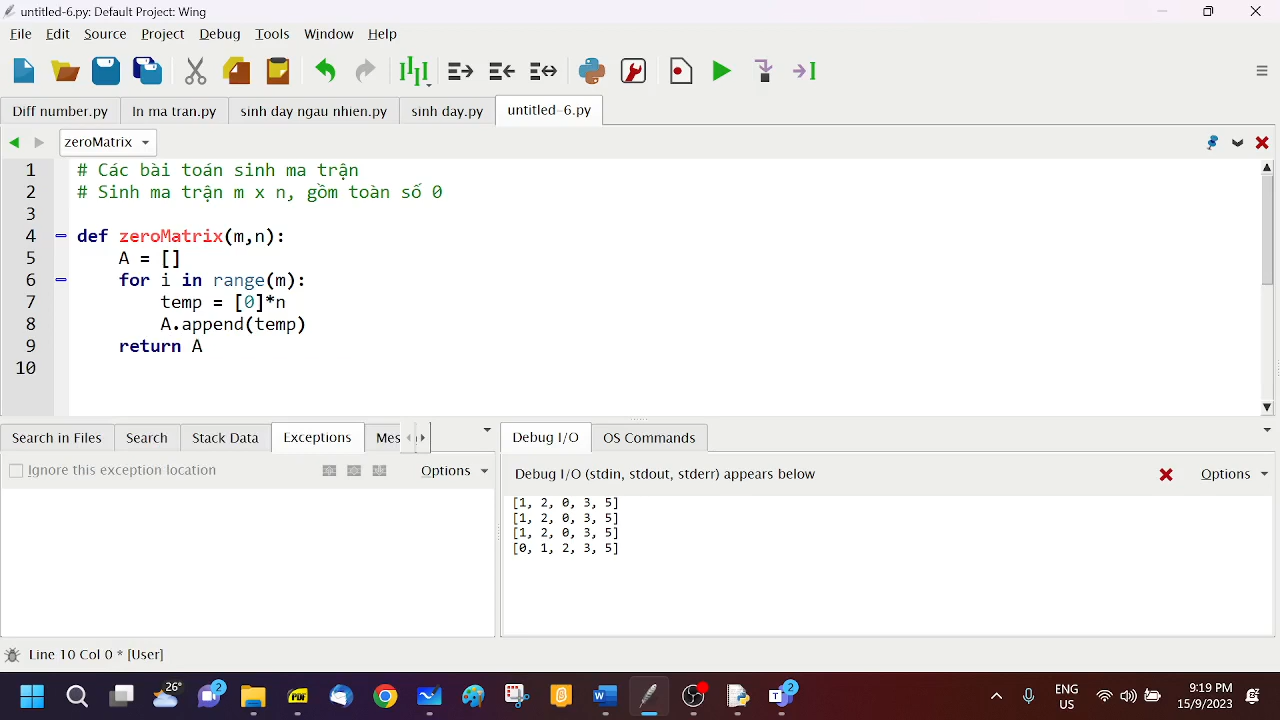 untitled-6.py: Default Project: Wing
File Edit Source Project Debug Tools Window Help
Diff number.py In ma tran.py sinh day ngau nhien.py sinh day.py untitled-6.py
zeroMatrix
1 # Các bài toán sinh ma trận
2 # Sinh ma trận m x n, gồm toàn số 0
3
4 def zeroMatrix(m,n):
5 A = []
6 for i in range(m):
7 temp = [0]*n
8 A.append(temp)
9 return A
10
Search in Files Search Stack Data Exceptions Mes Debug I/O OS Commands
Ignore this exception location Options Debug I/O (stdin, stdout, stderr) appears below Options
[1, 2, 0, 3, 5]
[1, 2, 0, 3, 5]
[1, 2, 0, 3, 5]
[0, 1, 2, 3, 5]
Line 10 Col 0 * [User]
26° 2 PDF 2 ENG 9:19 PM
US 15/9/2023